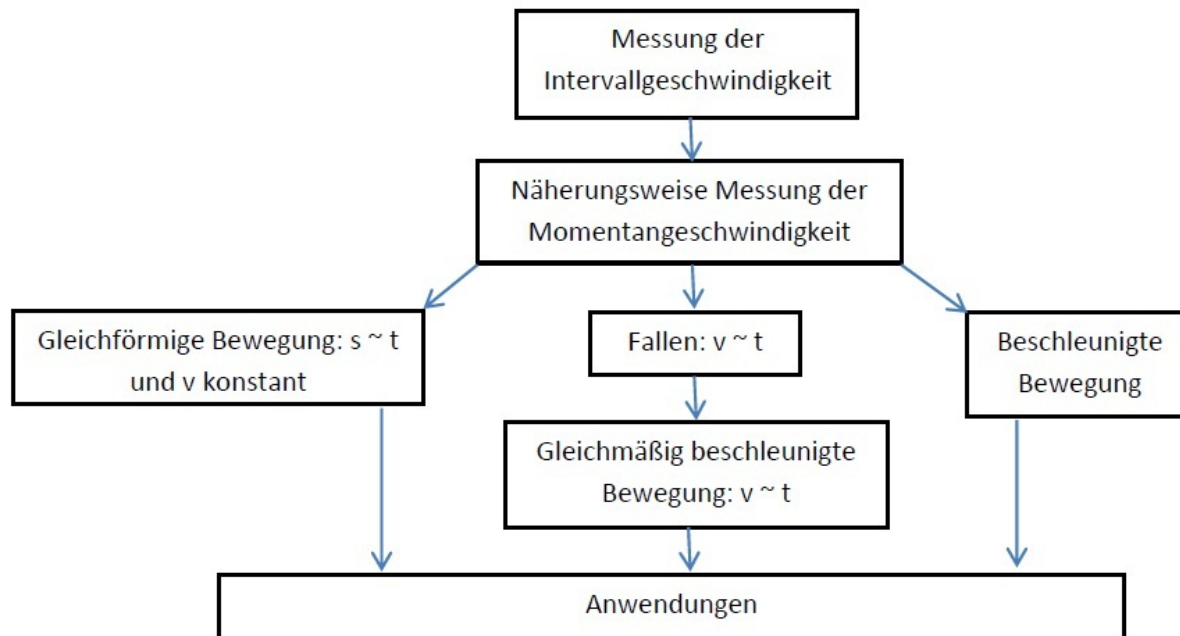 Messung der
Intervallgeschwindigkeit
Näherungsweise Messung der
Momentangeschwindigkeit
Gleichförmige Bewegung: s ~ t
und v konstant
Fallen: v ~ t
Beschleunigte
Bewegung
Gleichmäßig beschleunigte
Bewegung: v ~ t
Anwendungen